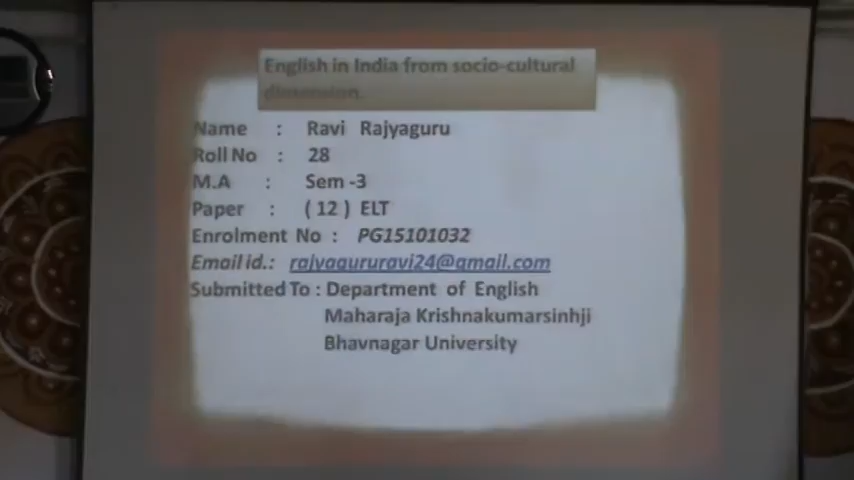 English in India from socio-cultural
dimension.
Name : Ravi Rajyaguru
Roll No : 28
M.A : Sem -3
Paper : ( 12 ) ELT
Enrolment No : PG15101032
Email id.: rajyagururavi24@gmail.com
Submitted To : Department of English
Maharaja Krishnakumarsinhji
Bhavnagar University